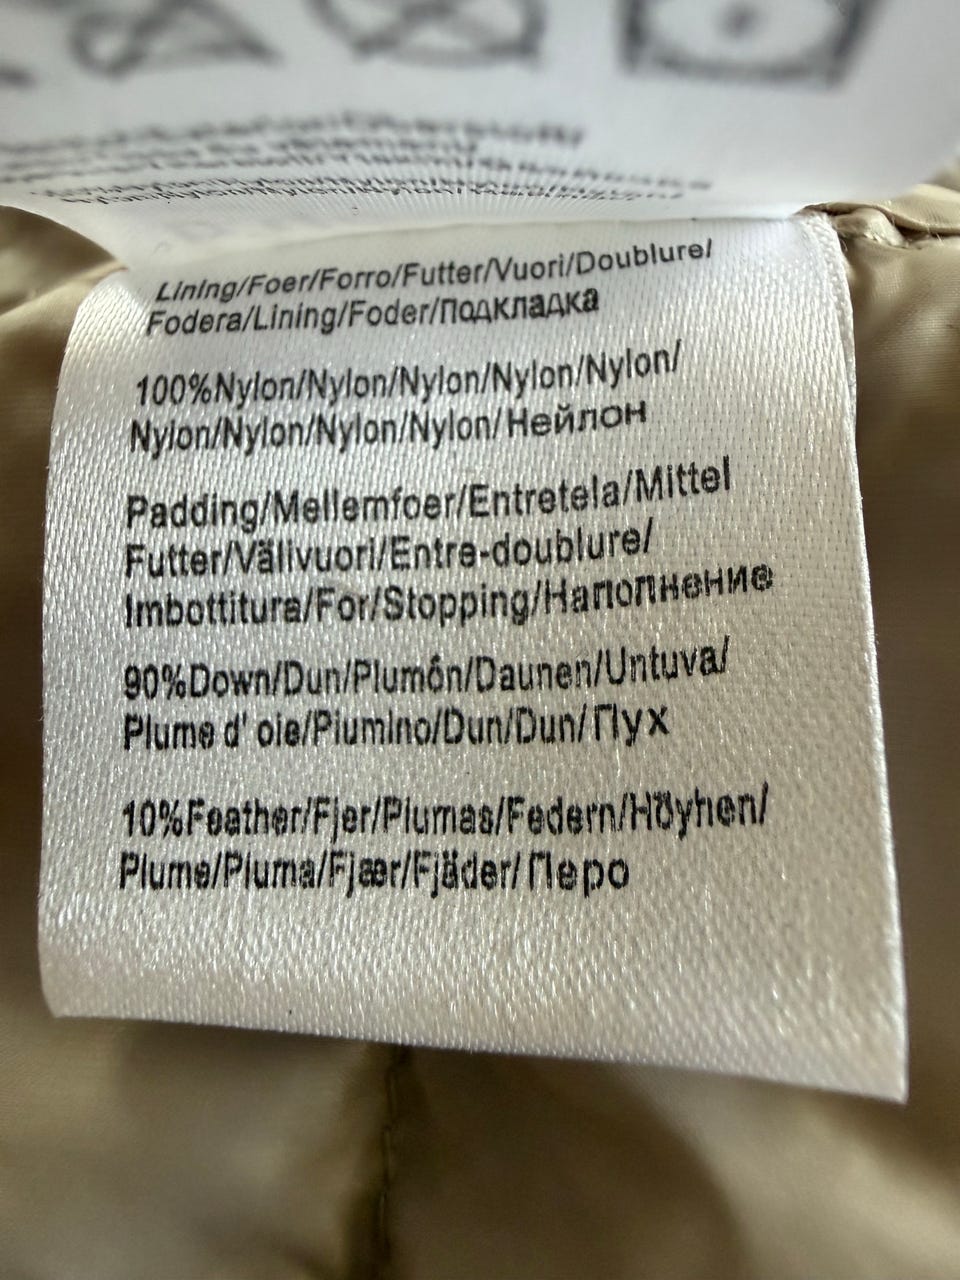 Lining/Foer/Forro/Futter/Vuori/Doublure/
Fodera/Lining/Foder/Подкладка
100%Nylon/Nylon/Nylon/Nylon/Nylon/
Nylon/Nylon/Nylon/Nylon/Нейлон
Padding/Mellemfoer/Entretela/Mittel
Futter/Välivuori/Entre-doublure/
Imbottitura/For/Stopping/Наполнение
90%Down/Dun/Plumón/Daunen/Untuva/
Plume d' oie/Piumino/Dun/Dun/Пух
10%Feather/Fjer/Plumas/Federn/Höyhen/
Plume/Piuma/Fjær/Fjäder/Перо